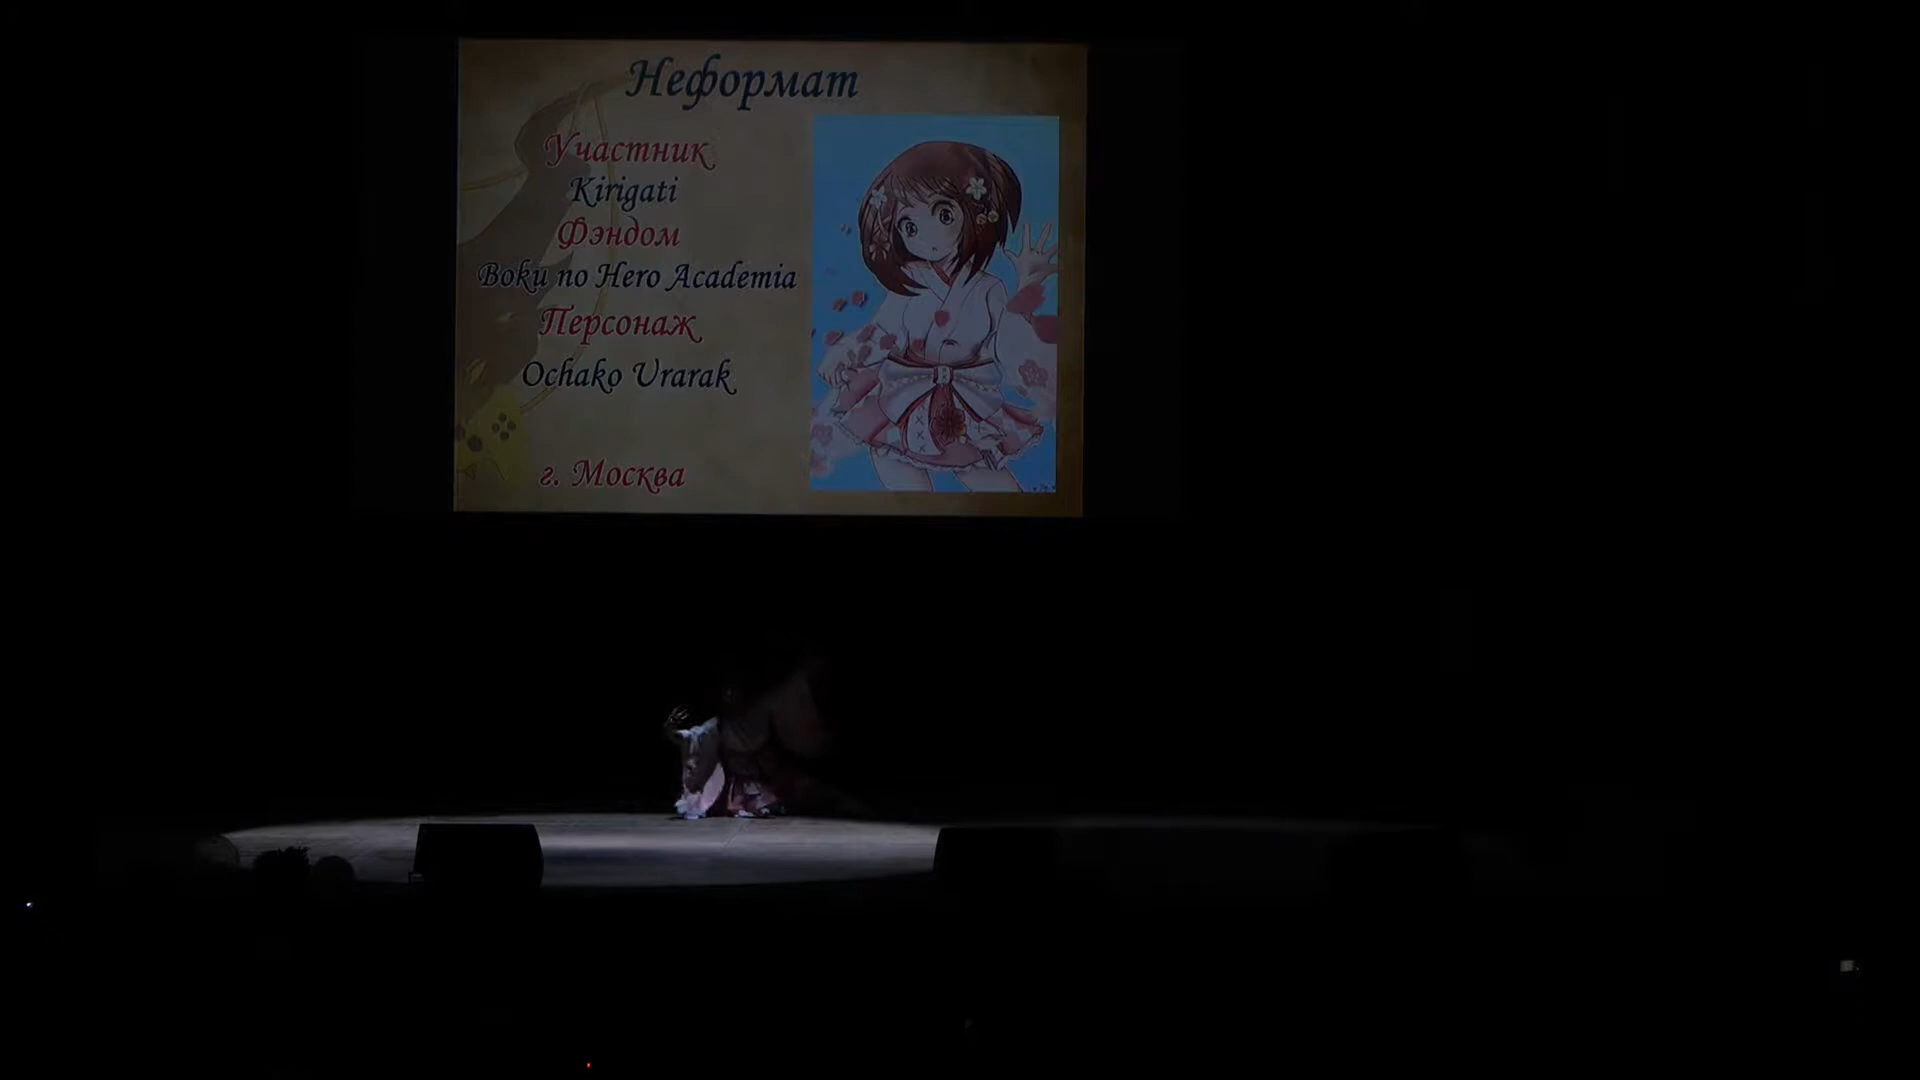 Неформат
Участник
Kirigati
Фэндом
Boku no Hero Academia
Персонаж
Ochako Urarak
г. Москва